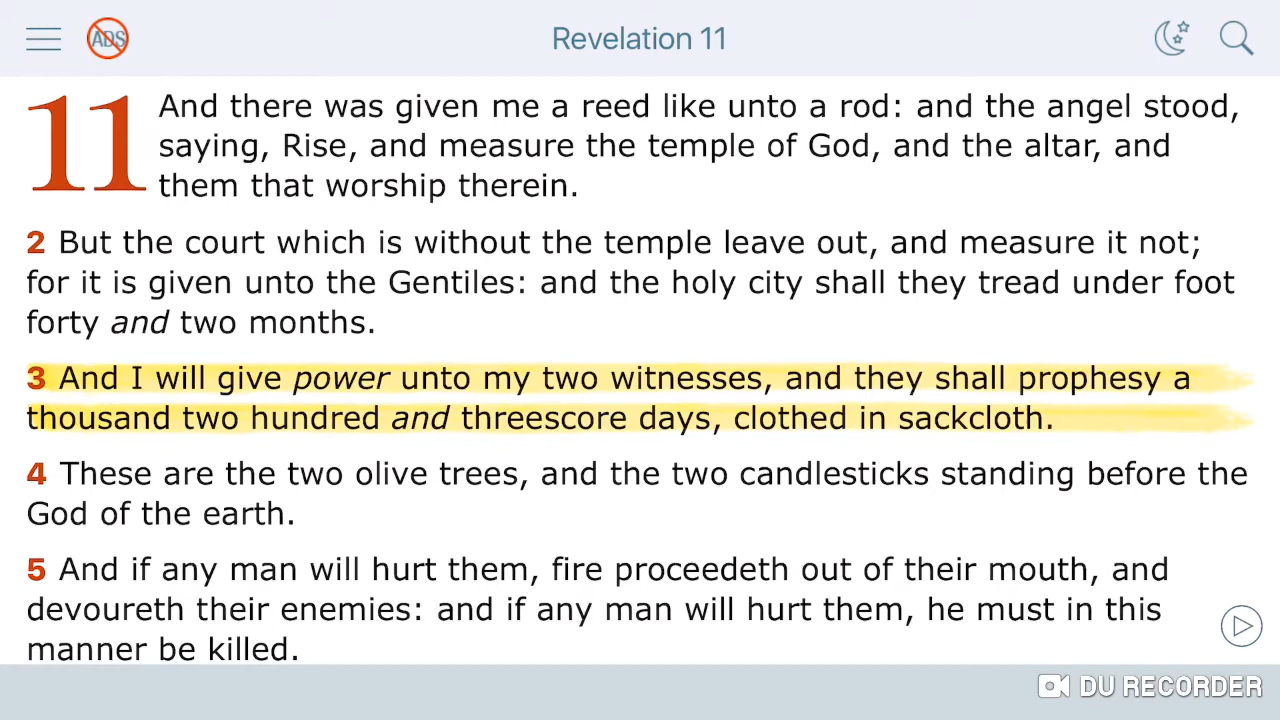 ADS
Revelation 11
11 And there was given me a reed like unto a rod: and the angel stood,
saying, Rise, and measure the temple of God, and the altar, and
them that worship therein.
2 But the court which is without the temple leave out, and measure it not;
for it is given unto the Gentiles: and the holy city shall they tread under foot
forty and two months.
3 And I will give power unto my two witnesses, and they shall prophesy a
thousand two hundred and threescore days, clothed in sackcloth.
4 These are the two olive trees, and the two candlesticks standing before the
God of the earth.
5 And if any man will hurt them, fire proceedeth out of their mouth, and
devoureth their enemies: and if any man will hurt them, he must in this
manner be killed.
DU RECORDER